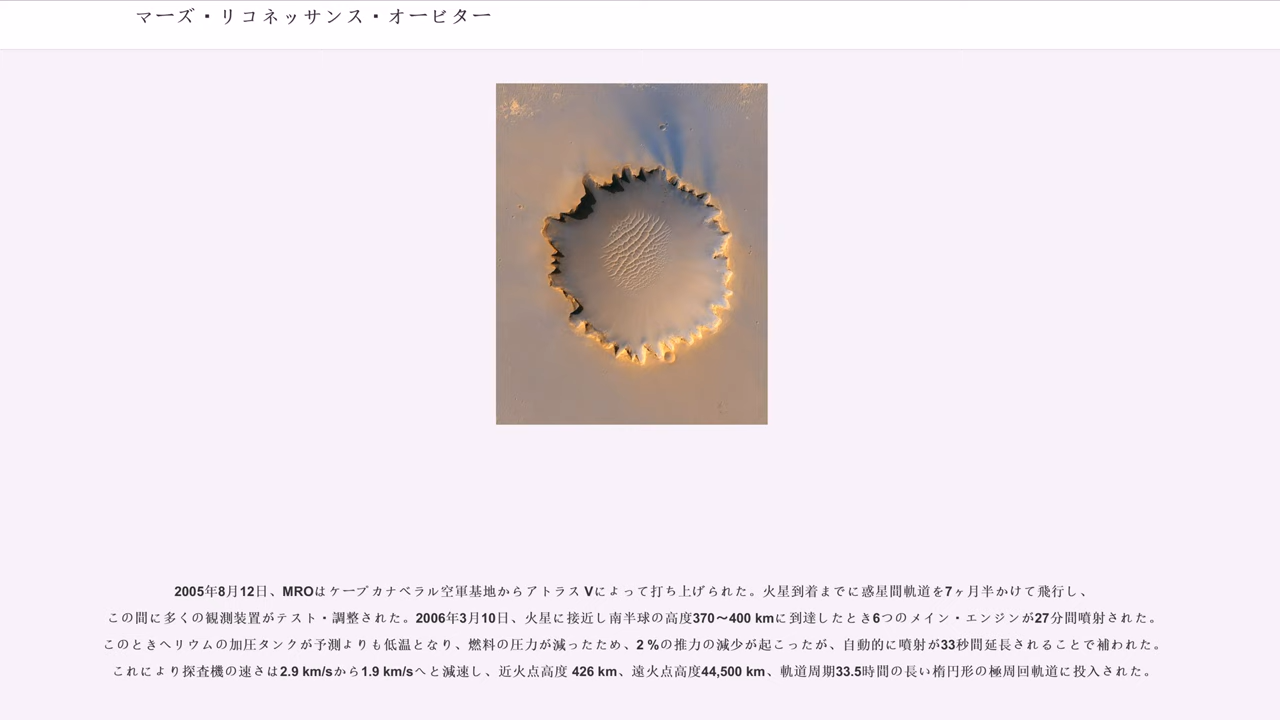 マーズ・リコネッサンス・オービター
2005年8月12日、MROはケープカナベラル空軍基地からアトラス Vによって打ち上げられた。火星到着までに惑星間軌道を7ヶ月半かけて飛行し、
この間に多くの観測装置がテスト・調整された。2006年3月10日、火星に接近し南半球の高度370〜400 kmに到達したとき6つのメイン・エンジンが27分間噴射された。
このときヘリウムの加圧タンクが予測よりも低温となり、燃料の圧力が減ったため、2 %の推力の減少が起こったが、自動的に噴射が33秒間延長されることで補われた。
これにより探査機の速さは2.9 km/sから1.9 km/sへと減速し、近火点高度 426 km、遠火点高度44,500 km、軌道周期33.5時間の長い楕円形の極周回軌道に投入された。